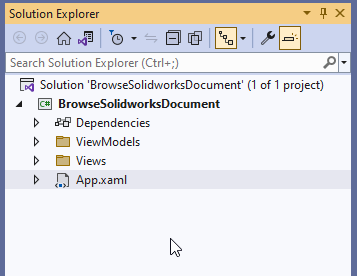 Solution Explorer
Search Solution Explorer (Ctrl+;)
Solution 'BrowseSolidworksDocument' (1 of 1 project)
C# BrowseSolidworksDocument
Dependencies
ViewModels
Views
App.xaml